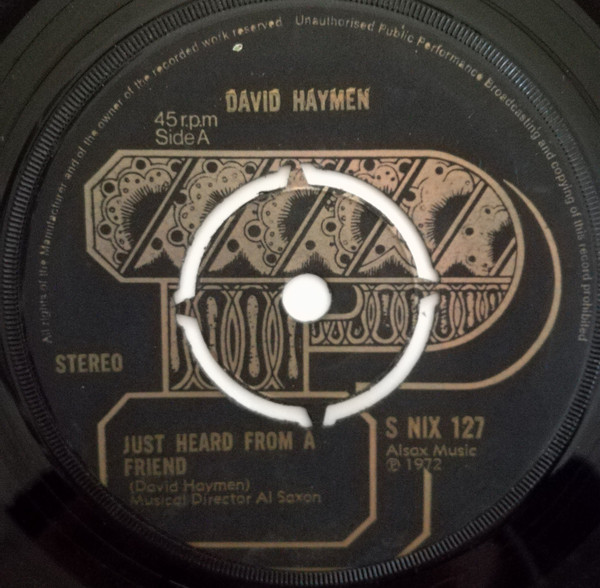 All rights of the Manufacturer and of the owner of the recorded work reserved Unauthorised Public Performance Broadcasting and copying of this record prohibited
DAVID HAYMEN
45 r.p.m
Side A
STEREO
JUST HEARD FROM A
FRIEND
(David Haymen)
Musical Director Al Saxon
S NIX 127
Alsax Music
℗ 1972